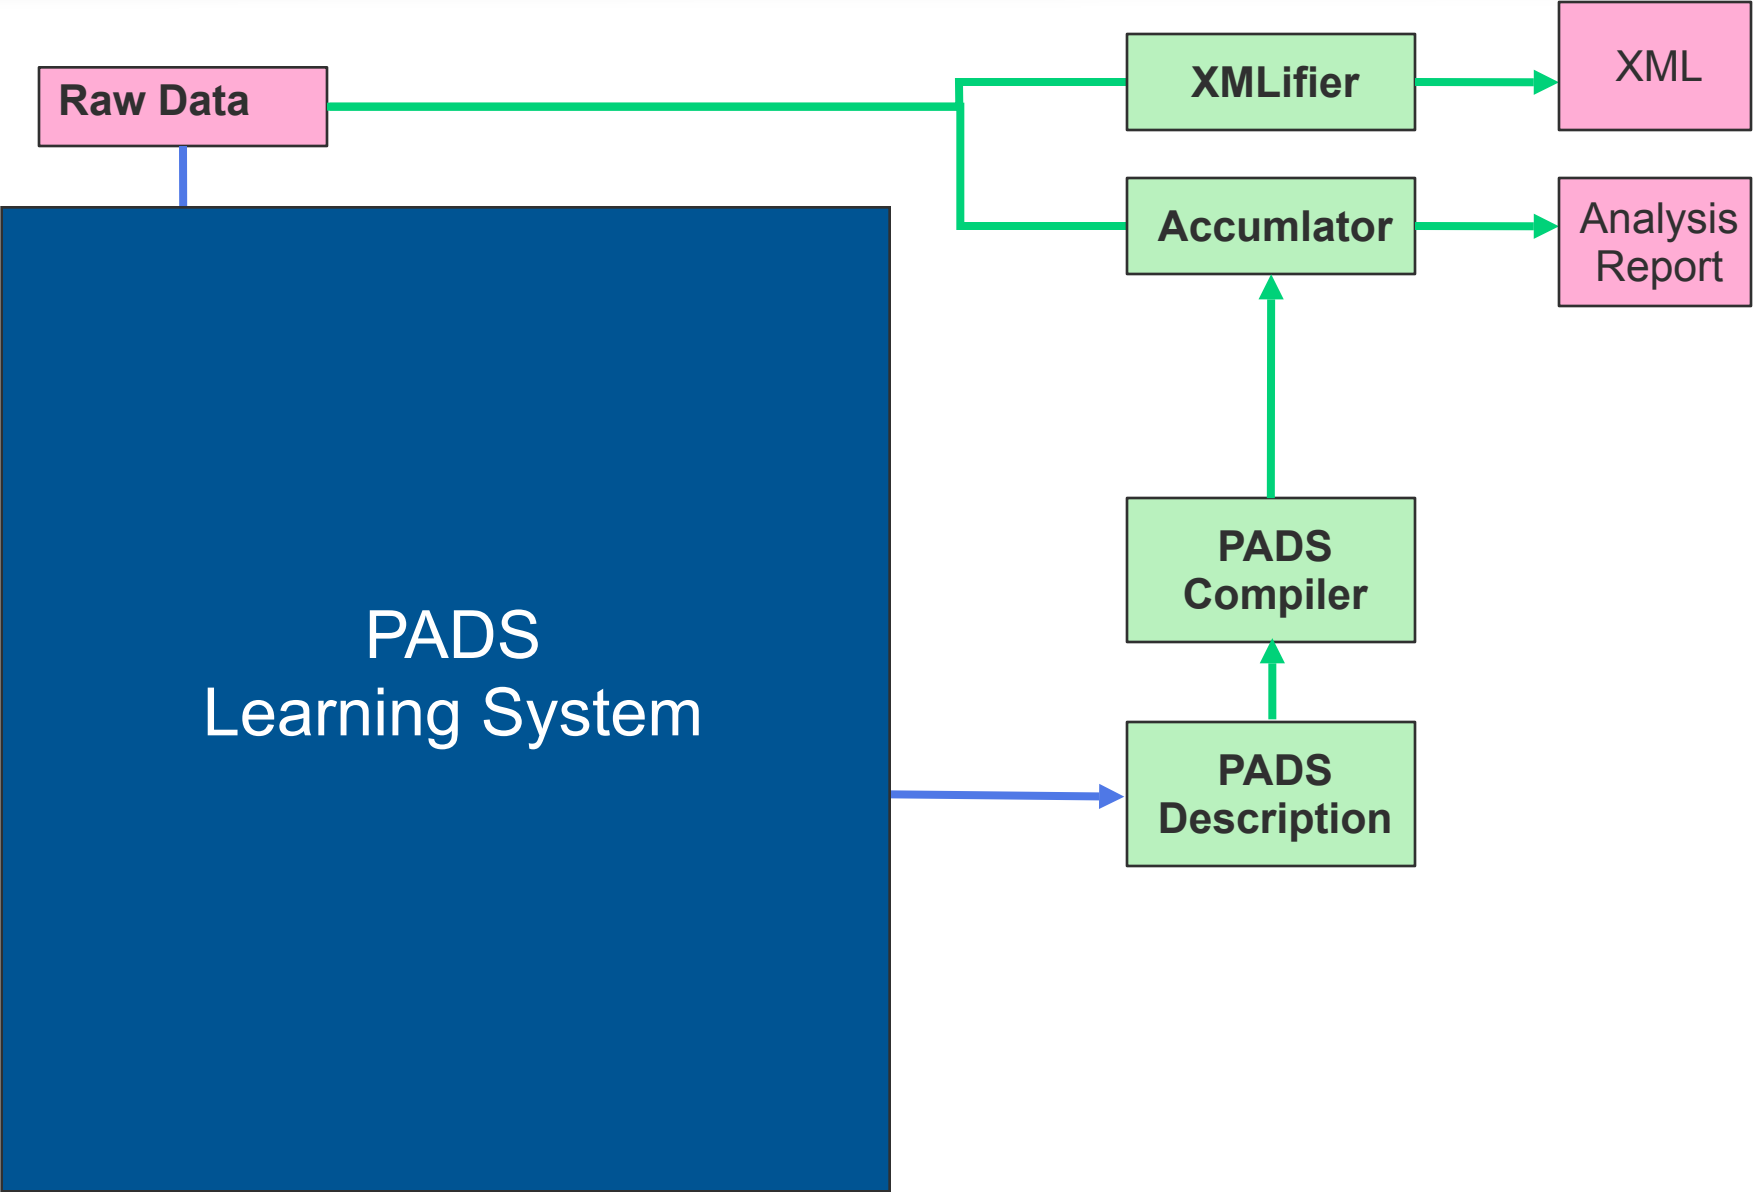 Raw Data
XMLifier
XML
Accumlator
Analysis
Report
PADS
Compiler
PADS
Learning System
PADS
Description